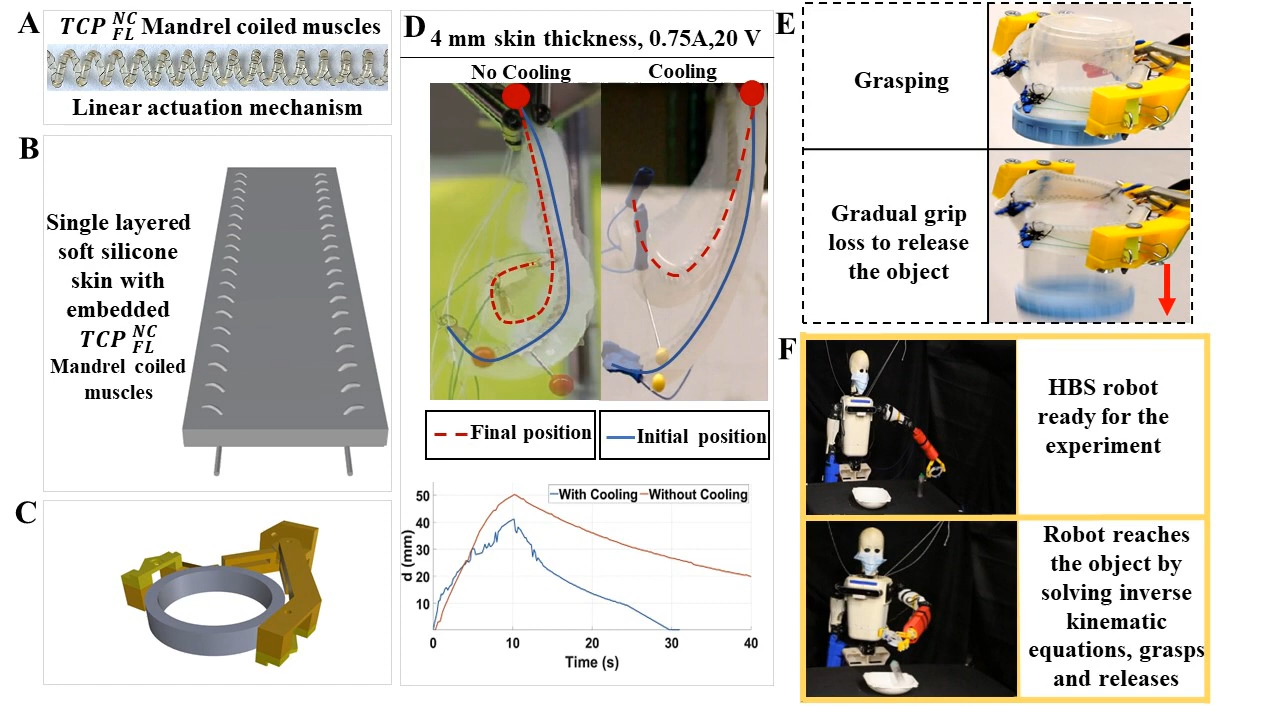 A
TCP NC FL Mandrel coiled muscles
Linear actuation mechanism
B
Single layered
soft silicone
skin with
embedded
TCP NC FL
Mandrel coiled
muscles
C
D
4 mm skin thickness, 0.75A,20 V
No Cooling
Cooling
Final position
Initial position
With Cooling
Without Cooling
d (mm)
50
40
30
20
10
0
10
20
30
40
Time (s)
E
Grasping
Gradual grip
loss to release
the object
F
HBS robot
ready for the
experiment
Robot reaches
the object by
solving inverse
kinematic
equations, grasps
and releases